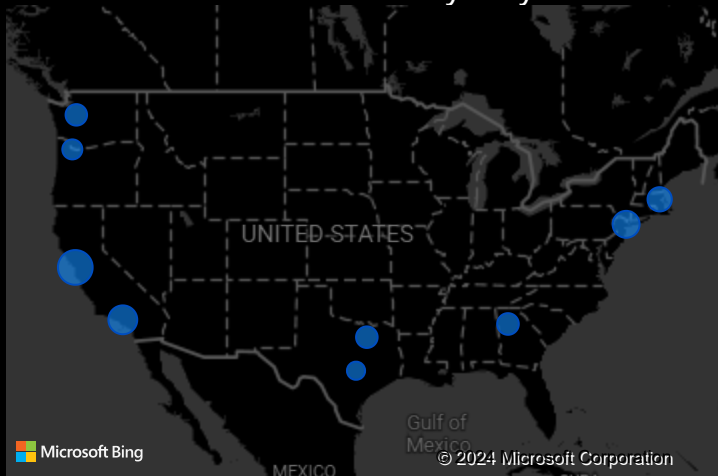 UNITED STATES
Gulf of
Mexico
Microsoft Bing
© 2024 Microsoft Corporation
MEXICO